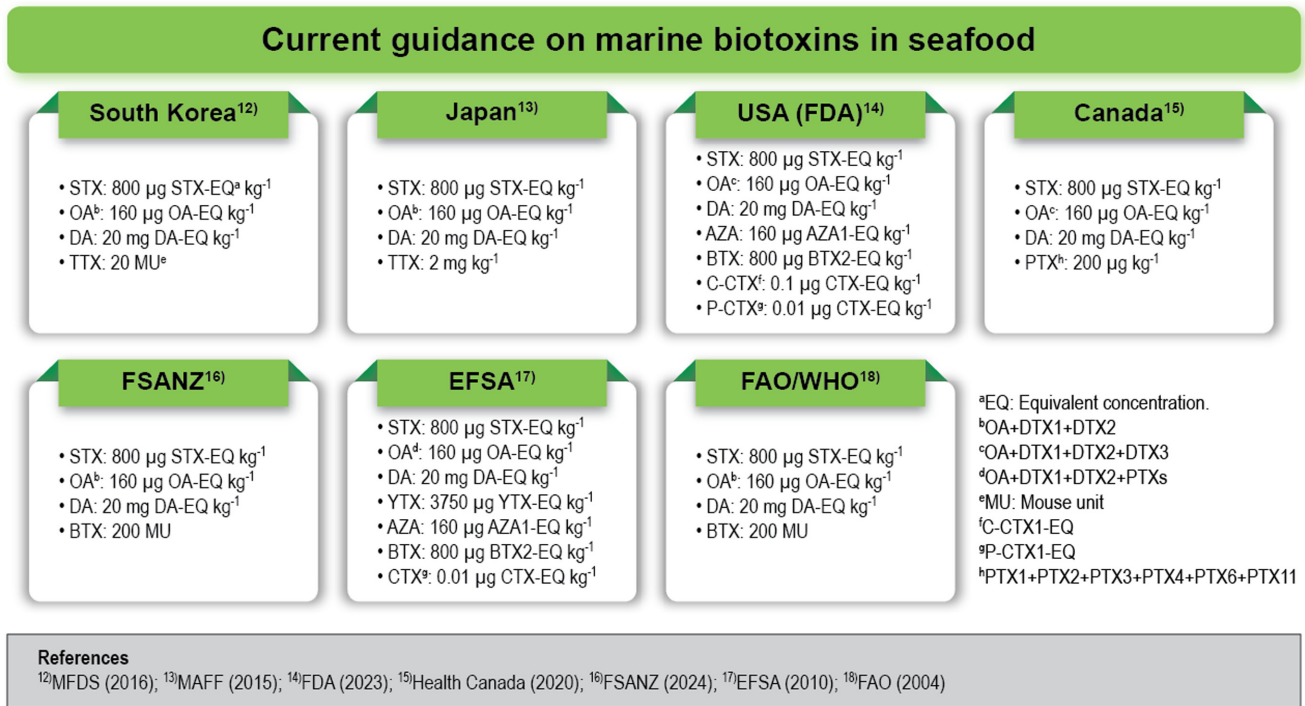 Current guidance on marine biotoxins in seafood
South Korea¹²⁾
• STX: 800 µg STX-EQᵃ kg⁻¹
• OAᵇ: 160 µg OA-EQ kg⁻¹
• DA: 20 mg DA-EQ kg⁻¹
• TTX: 20 MUᵉ
Japan¹³⁾
• STX: 800 µg STX-EQ kg⁻¹
• OAᵇ: 160 µg OA-EQ kg⁻¹
• DA: 20 mg DA-EQ kg⁻¹
• TTX: 2 mg kg⁻¹
USA (FDA)¹⁴⁾
• STX: 800 µg STX-EQ kg⁻¹
• OAᶜ: 160 µg OA-EQ kg⁻¹
• DA: 20 mg DA-EQ kg⁻¹
• AZA: 160 µg AZA1-EQ kg⁻¹
• BTX: 800 µg BTX2-EQ kg⁻¹
• C-CTXᶠ: 0.1 µg CTX-EQ kg⁻¹
• P-CTXᵍ: 0.01 µg CTX-EQ kg⁻¹
Canada¹⁵⁾
• STX: 800 µg STX-EQ kg⁻¹
• OAᶜ: 160 µg OA-EQ kg⁻¹
• DA: 20 mg DA-EQ kg⁻¹
• PTXʰ: 200 µg kg⁻¹
FSANZ¹⁶⁾
• STX: 800 µg STX-EQ kg⁻¹
• OAᵇ: 160 µg OA-EQ kg⁻¹
• DA: 20 mg DA-EQ kg⁻¹
• BTX: 200 MU
EFSA¹⁷⁾
• STX: 800 µg STX-EQ kg⁻¹
• OAᵈ: 160 µg OA-EQ kg⁻¹
• DA: 20 mg DA-EQ kg⁻¹
• YTX: 3750 µg YTX-EQ kg⁻¹
• AZA: 160 µg AZA1-EQ kg⁻¹
• BTX: 800 µg BTX2-EQ kg⁻¹
• CTXᵍ: 0.01 µg CTX-EQ kg⁻¹
FAO/WHO¹⁸⁾
• STX: 800 µg STX-EQ kg⁻¹
• OAᵇ: 160 µg OA-EQ kg⁻¹
• DA: 20 mg DA-EQ kg⁻¹
• BTX: 200 MU
ᵃEQ: Equivalent concentration.
ᵇOA+DTX1+DTX2
ᶜOA+DTX1+DTX2+DTX3
ᵈOA+DTX1+DTX2+PTXs
ᵉMU: Mouse unit
ᶠC-CTX1-EQ
ᵍP-CTX1-EQ
ʰPTX1+PTX2+PTX3+PTX4+PTX6+PTX11
References
¹²⁾MFDS (2016); ¹³⁾MAFF (2015); ¹⁴⁾FDA (2023); ¹⁵⁾Health Canada (2020); ¹⁶⁾FSANZ (2024); ¹⁷⁾EFSA (2010); ¹⁸⁾FAO (2004)